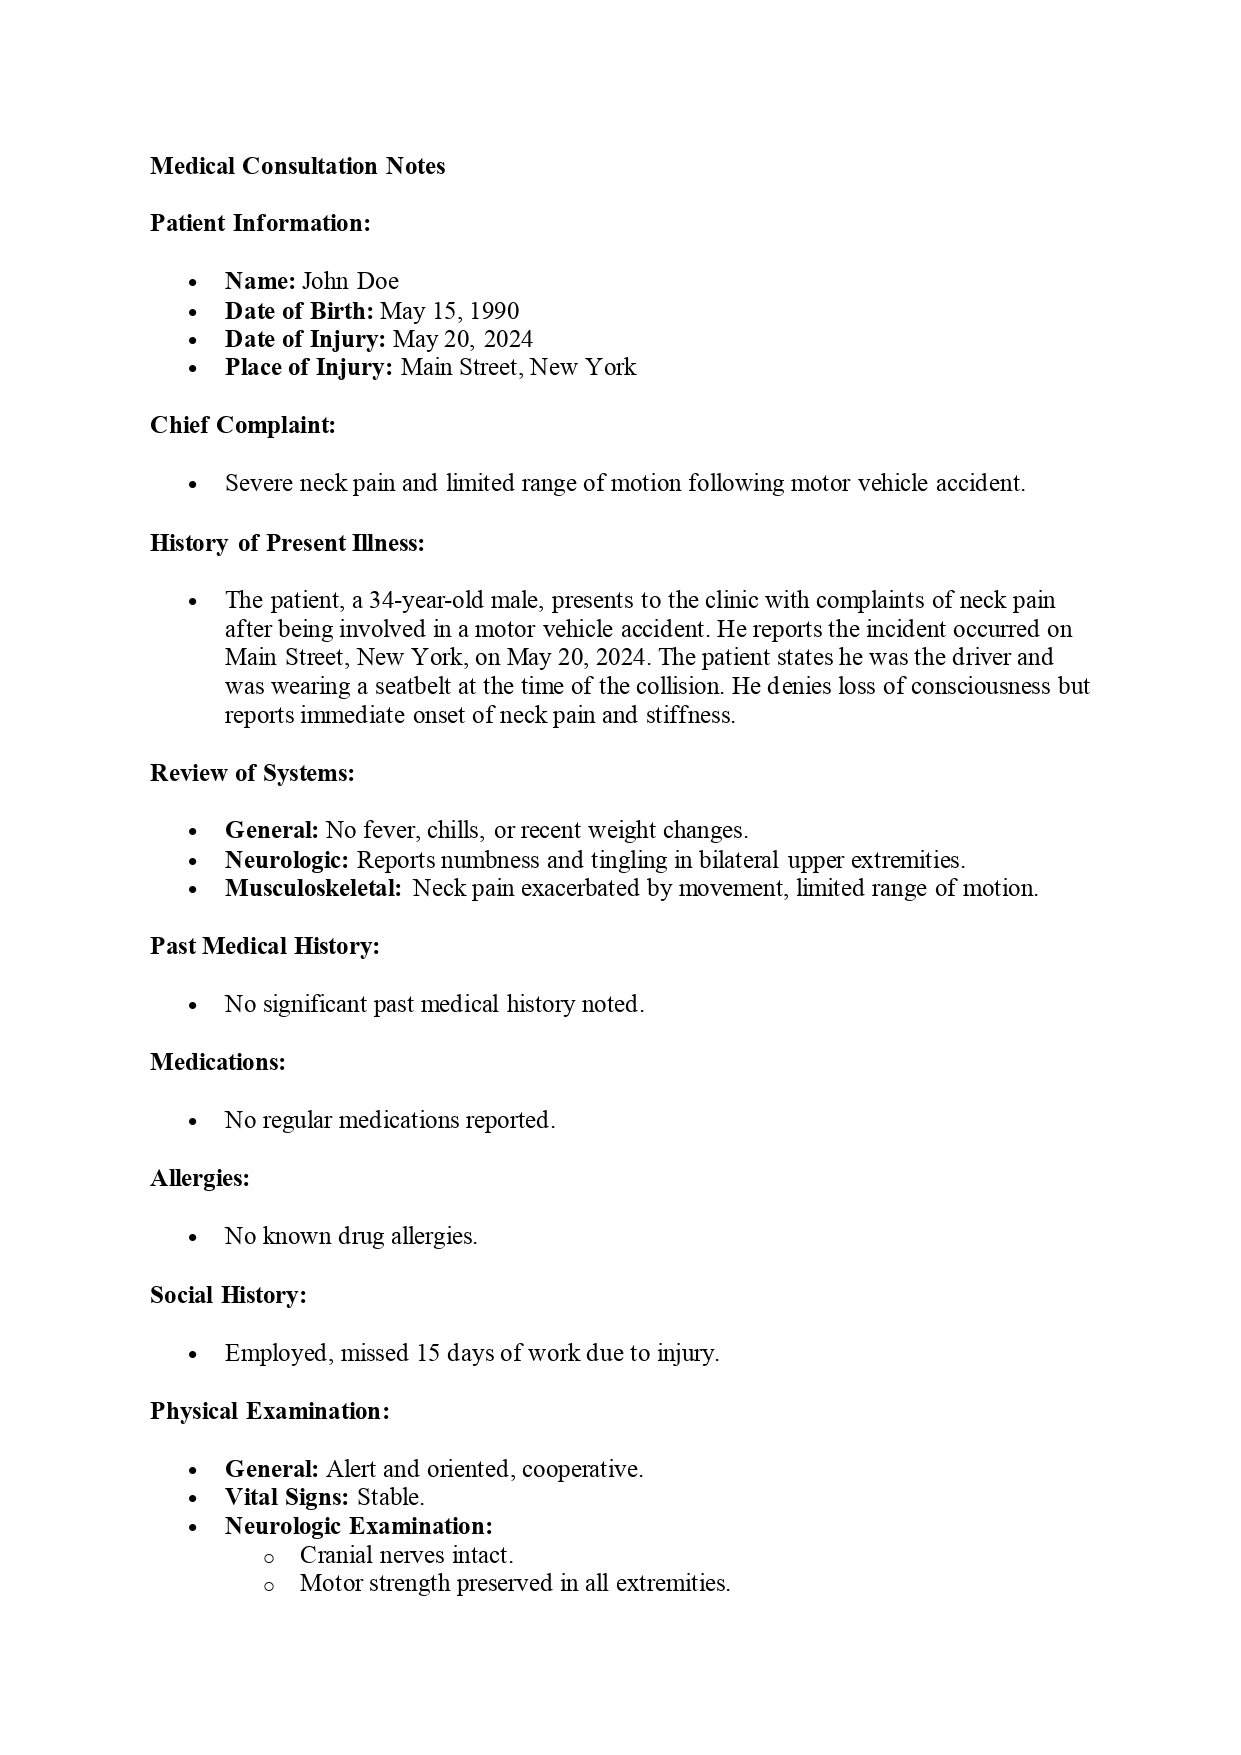 Medical Consultation Notes
Patient Information:
• Name: John Doe
• Date of Birth: May 15, 1990
• Date of Injury: May 20, 2024
• Place of Injury: Main Street, New York
Chief Complaint:
• Severe neck pain and limited range of motion following motor vehicle accident.
History of Present Illness:
• The patient, a 34-year-old male, presents to the clinic with complaints of neck pain
after being involved in a motor vehicle accident. He reports the incident occurred on
Main Street, New York, on May 20, 2024. The patient states he was the driver and
was wearing a seatbelt at the time of the collision. He denies loss of consciousness but
reports immediate onset of neck pain and stiffness.
Review of Systems:
• General: No fever, chills, or recent weight changes.
• Neurologic: Reports numbness and tingling in bilateral upper extremities.
• Musculoskeletal: Neck pain exacerbated by movement, limited range of motion.
Past Medical History:
• No significant past medical history noted.
Medications:
• No regular medications reported.
Allergies:
• No known drug allergies.
Social History:
• Employed, missed 15 days of work due to injury.
Physical Examination:
• General: Alert and oriented, cooperative.
• Vital Signs: Stable.
• Neurologic Examination:
o Cranial nerves intact.
o Motor strength preserved in all extremities.